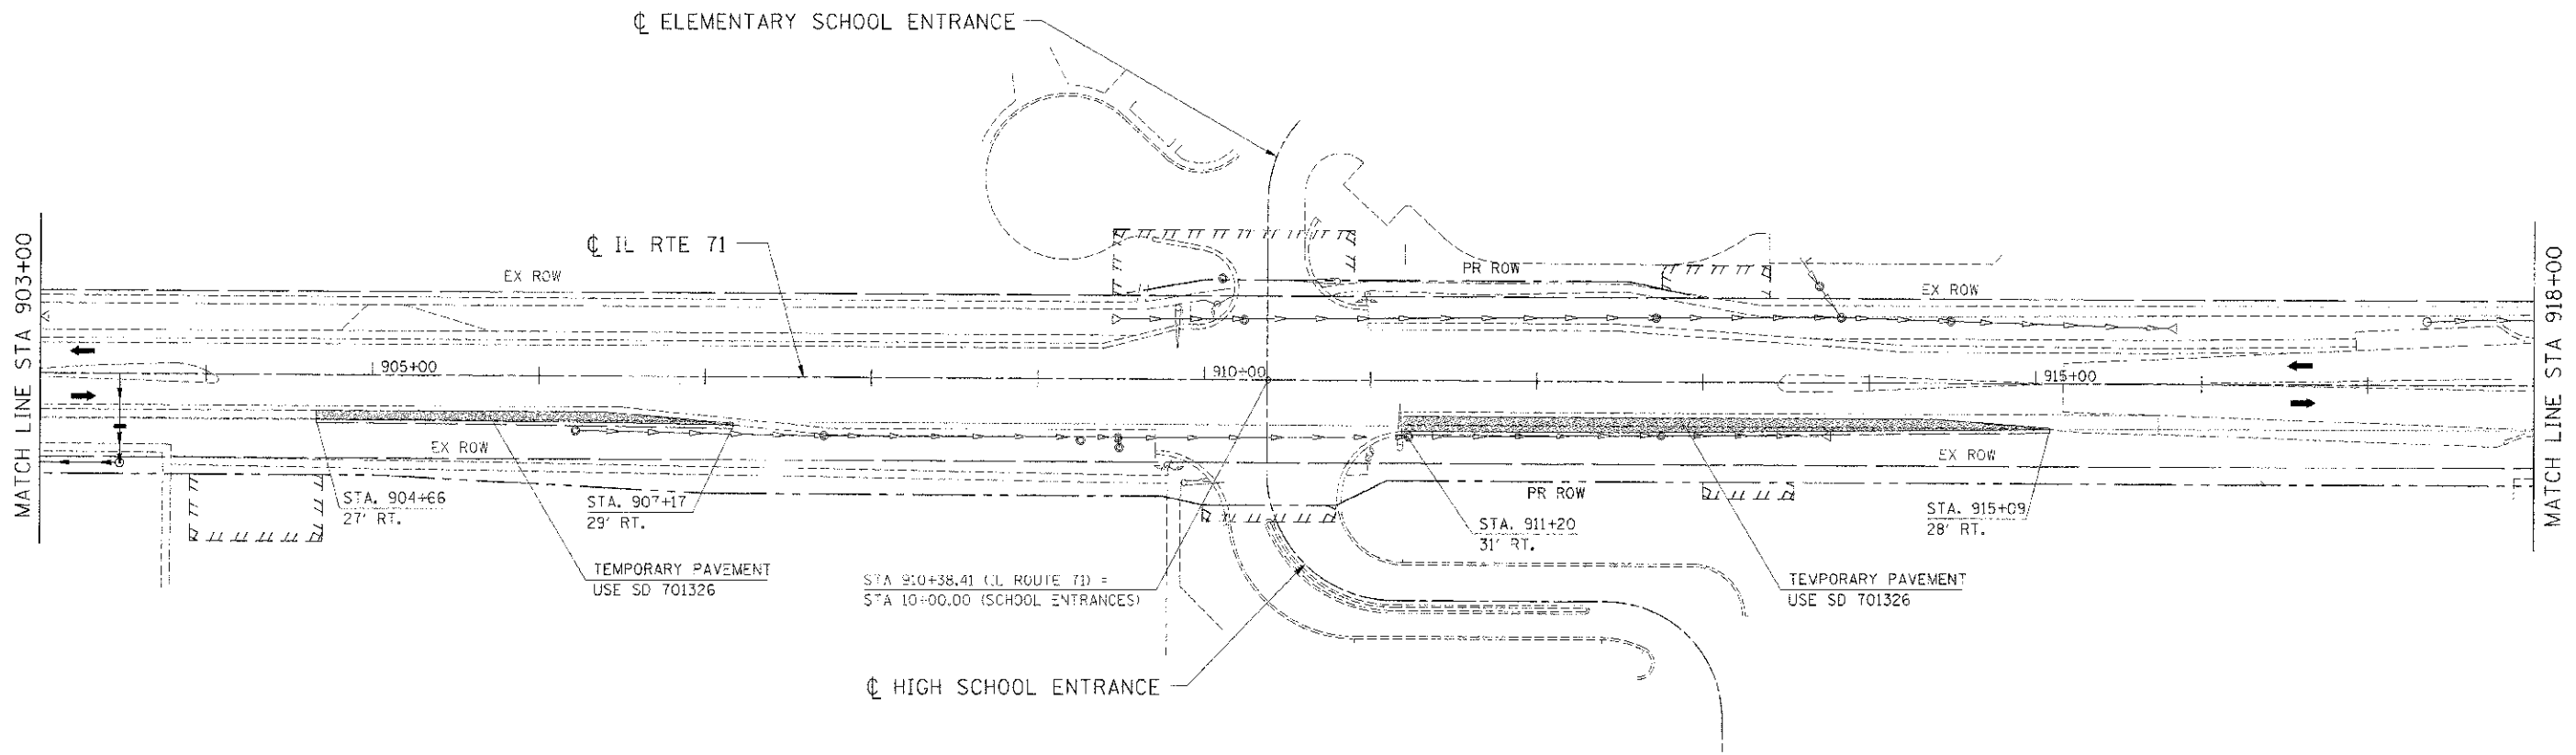 ℄ ELEMENTARY SCHOOL ENTRANCE
℄ IL RTE 71
MATCH LINE STA 903+00
MATCH LINE STA 918+00
EX ROW
PR ROW
EX ROW
905+00
910+00
915+00
EX ROW
EX ROW
PR ROW
STA. 904+66
27' RT.
STA. 907+17
29' RT.
STA. 911+20
31' RT.
STA. 915+09
28' RT.
TEMPORARY PAVEMENT
USE SD 701326
STA 910+38.41 (IL ROUTE 71) =
STA 10+00.00 (SCHOOL ENTRANCES)
TEMPORARY PAVEMENT
USE SD 701326
℄ HIGH SCHOOL ENTRANCE